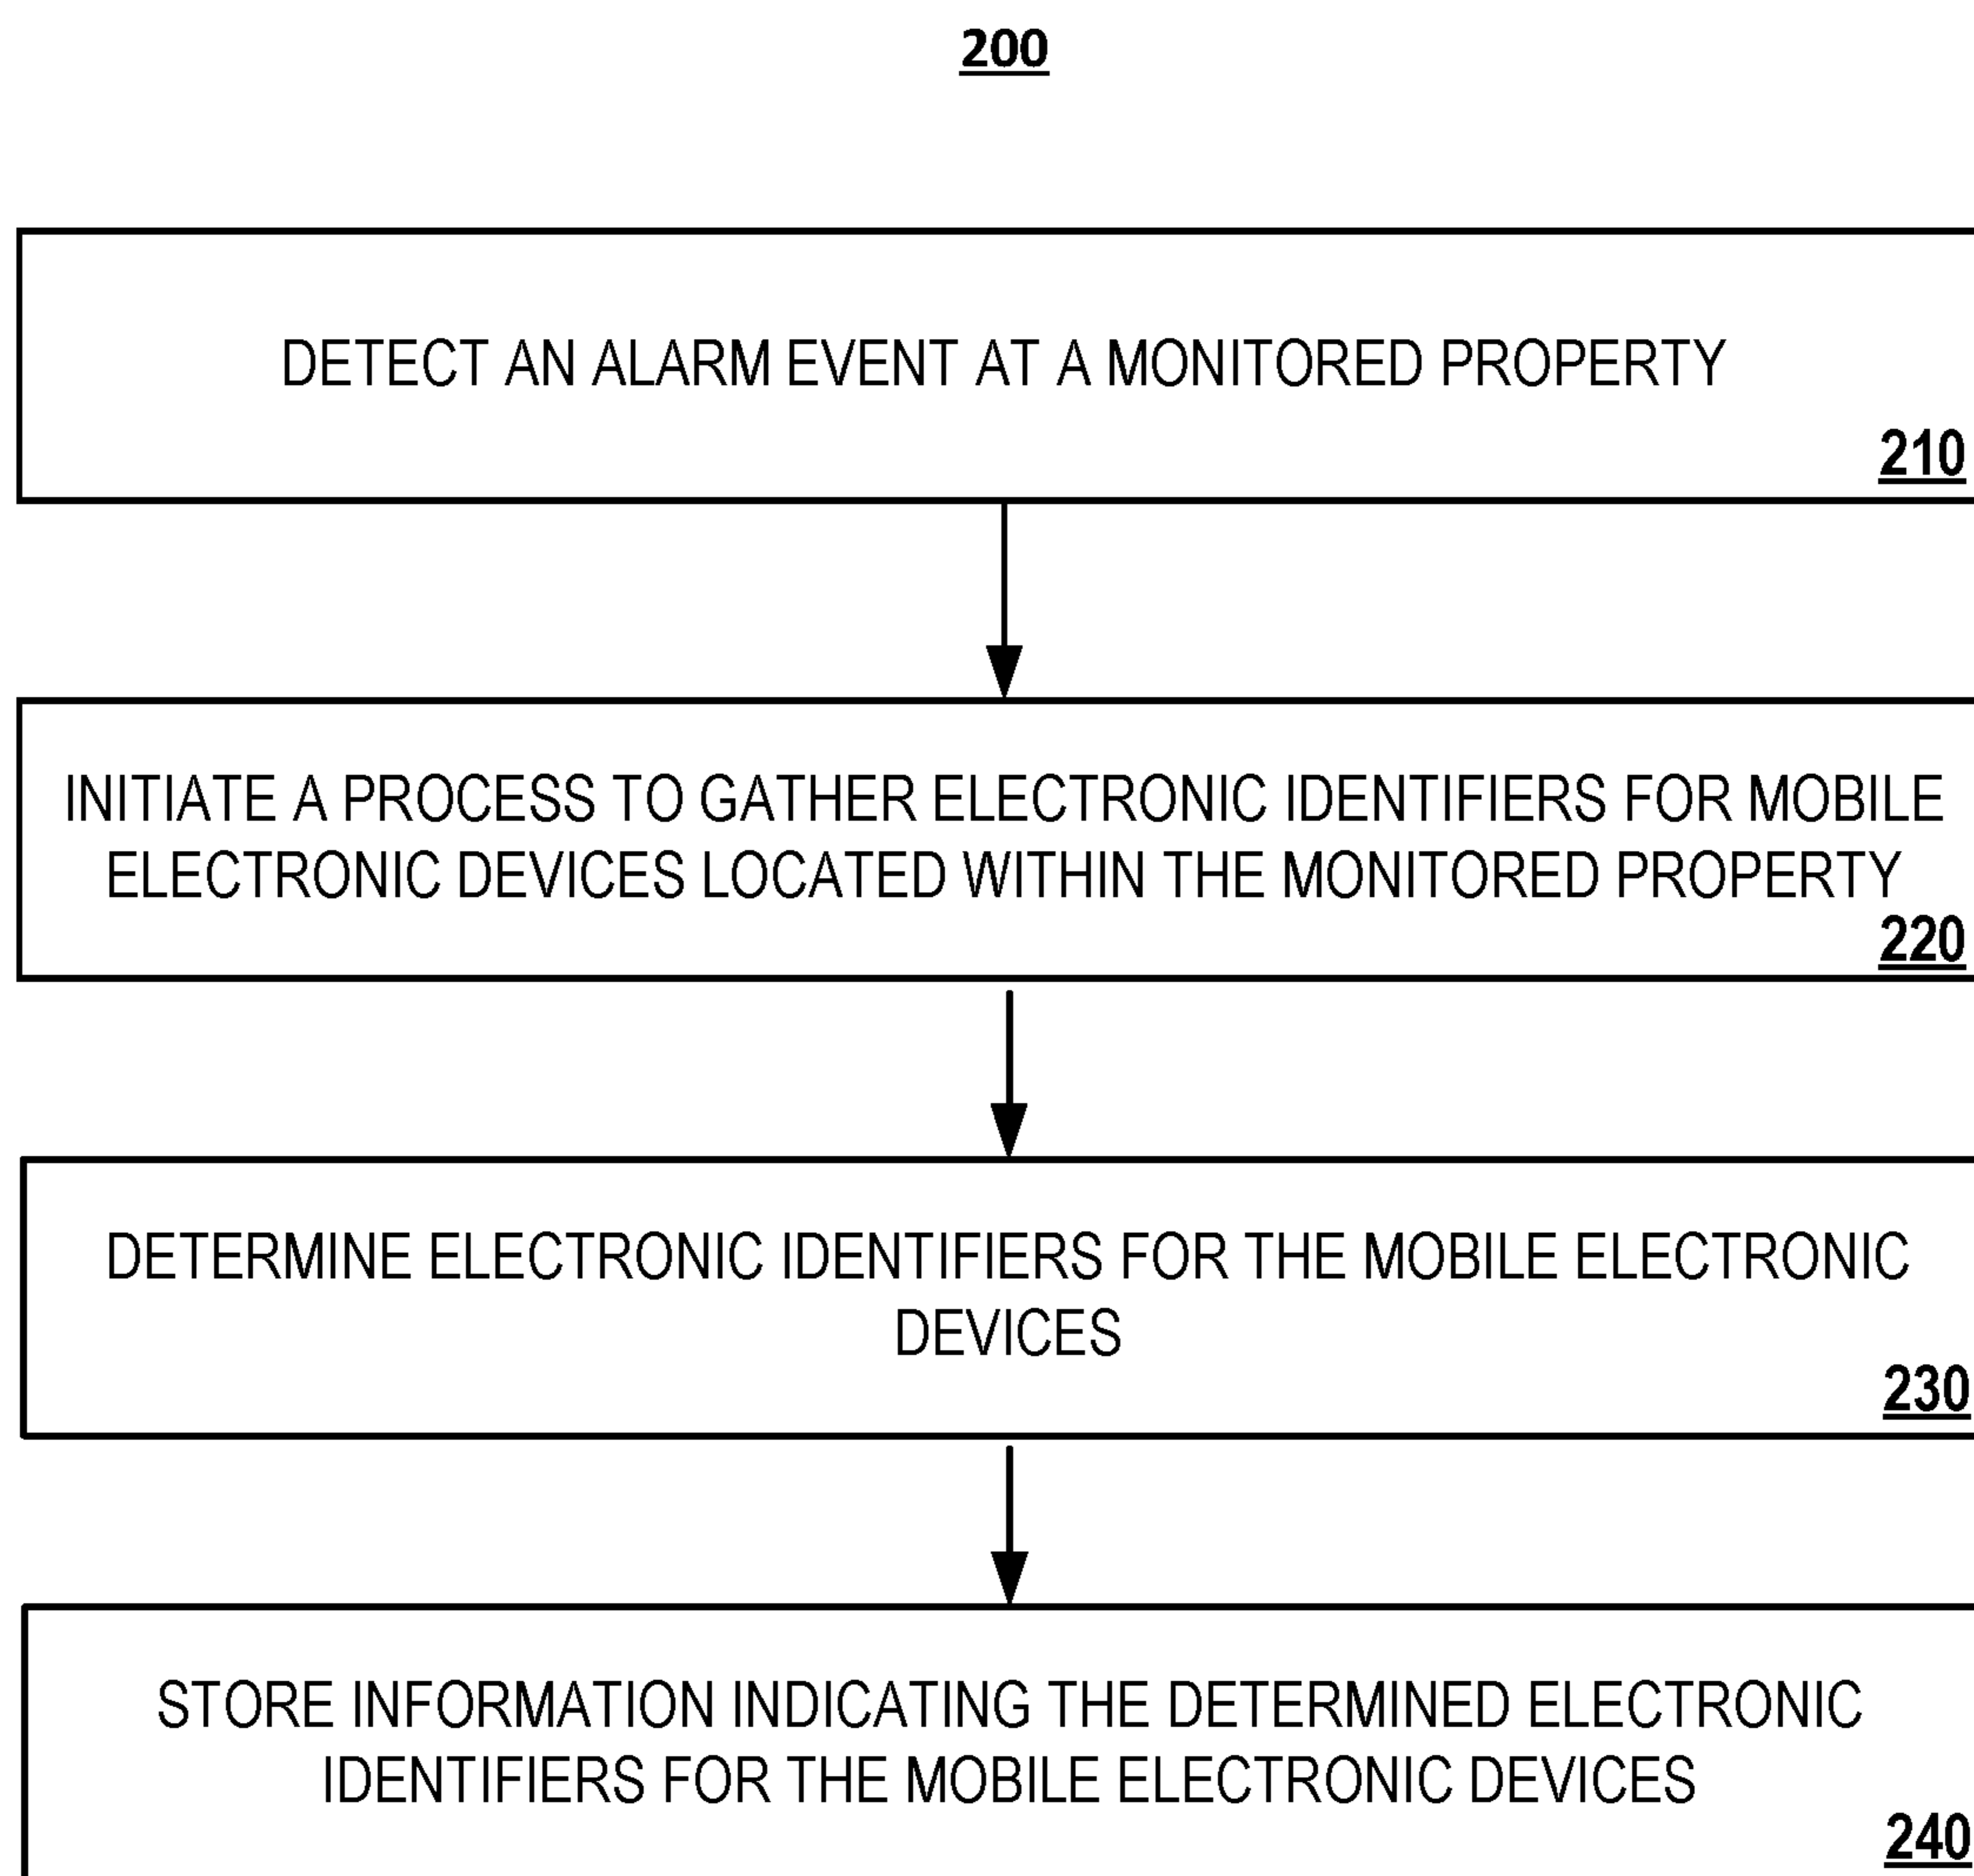 200
DETECT AN ALARM EVENT AT A MONITORED PROPERTY
210
INITIATE A PROCESS TO GATHER ELECTRONIC IDENTIFIERS FOR MOBILE
ELECTRONIC DEVICES LOCATED WITHIN THE MONITORED PROPERTY
220
DETERMINE ELECTRONIC IDENTIFIERS FOR THE MOBILE ELECTRONIC
DEVICES
230
STORE INFORMATION INDICATING THE DETERMINED ELECTRONIC
IDENTIFIERS FOR THE MOBILE ELECTRONIC DEVICES
240